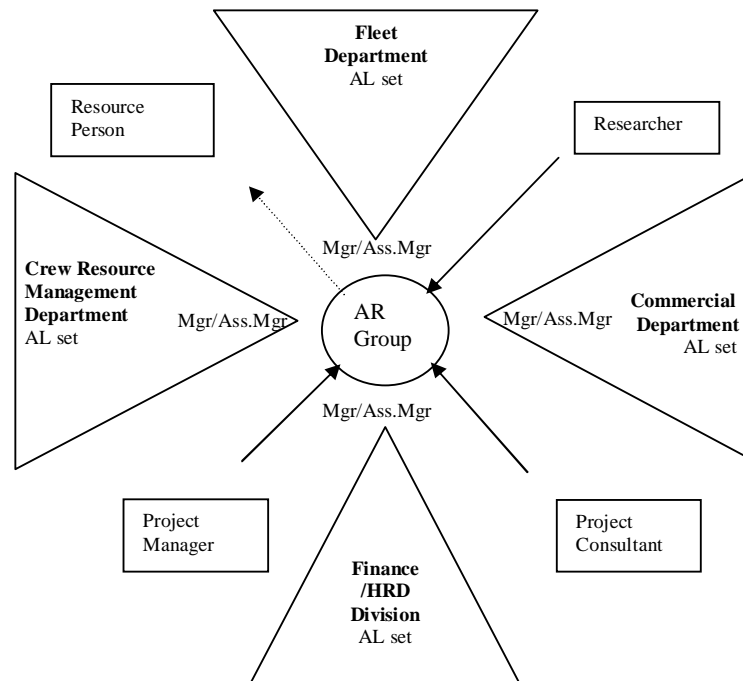 Fleet
Department
AL set
Resource
Person
Researcher
Mgr/Ass.Mgr
Crew Resource
Management
Department
AL set
Mgr/Ass.Mgr
AR
Group
Mgr/Ass.Mgr
Commercial
Department
AL set
Mgr/Ass.Mgr
Project
Manager
Project
Consultant
Finance
/HRD
Division
AL set